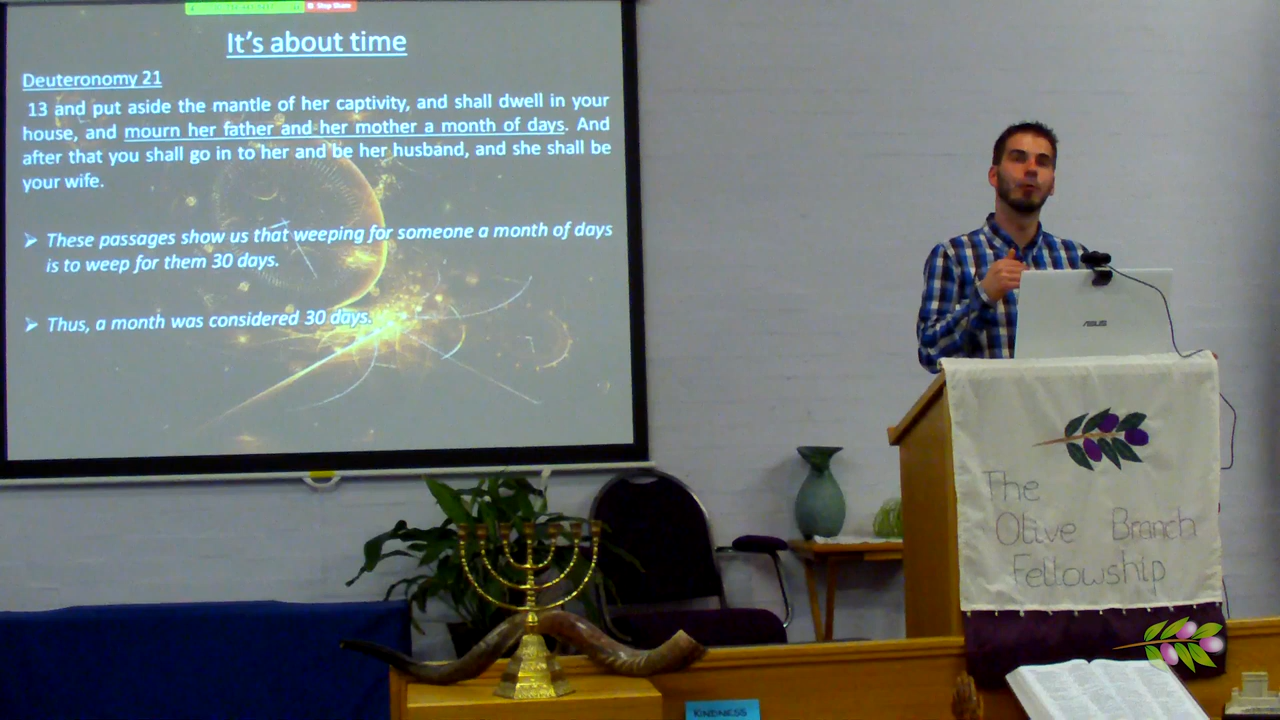 Stop Share
It's about time
Deuteronomy 21
13 and put aside the mantle of her captivity, and shall dwell in your
house, and mourn her father and her mother a month of days. And
after that you shall go in to her and be her husband, and she shall be
your wife.
These passages show us that weeping for someone a month of days
is to weep for them 30 days.
Thus, a month was considered 30 days.
ASUS
The
Olive Branch
Fellowship
KINDNESS